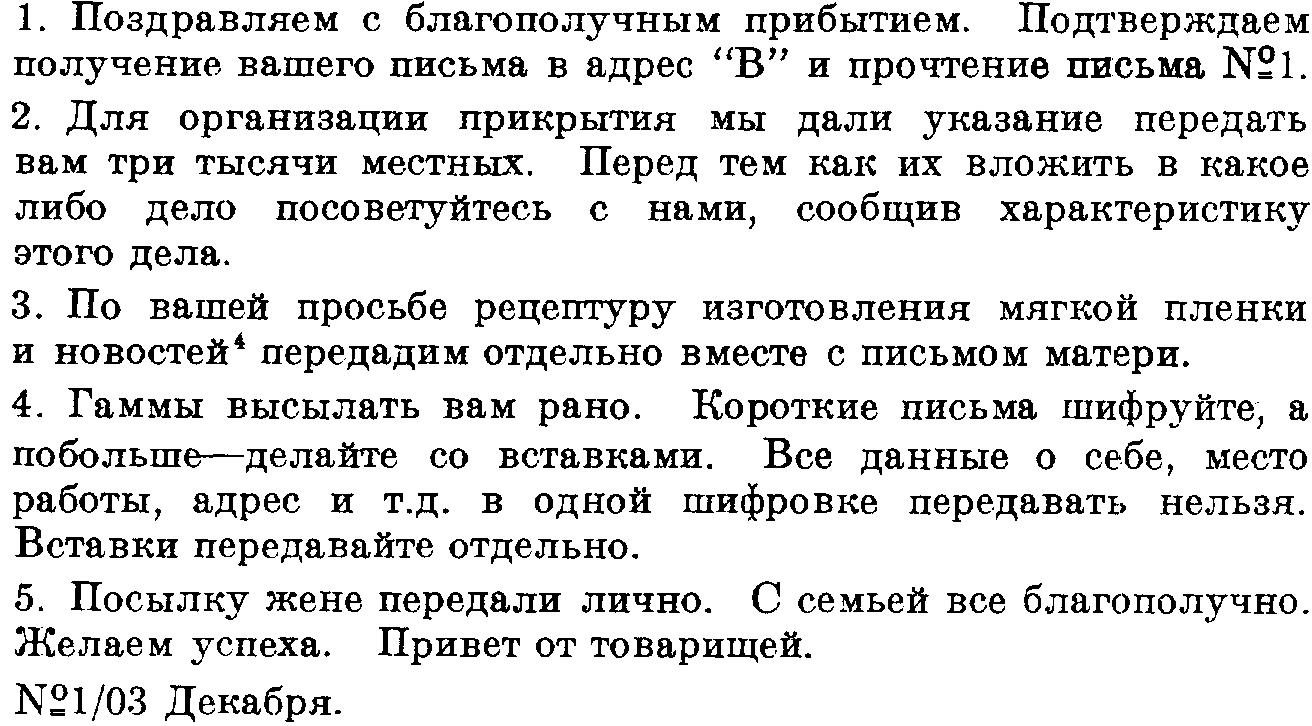 1. Поздравляем с благополучным прибытием. Подтверждаем
получение вашего письма в адрес “В” и прочтение письма №1.
2. Для организации прикрытия мы дали указание передать
вам три тысячи местных. Перед тем как их вложить в какое
либо дело посоветуйтесь с нами, сообщив характеристику
этого дела.
3. По вашей просьбе рецептуру изготовления мягкой пленки
и новостей⁴ передадим отдельно вместе с письмом матери.
4. Гаммы высылать вам рано. Короткие письма шифруйте, а
побольше—делайте со вставками. Все данные о себе, место
работы, адрес и т.д. в одной шифровке передавать нельзя.
Вставки передавайте отдельно.
5. Посылку жене передали лично. С семьей все благополучно.
Желаем успеха. Привет от товарищей.
№1/03 Декабря.